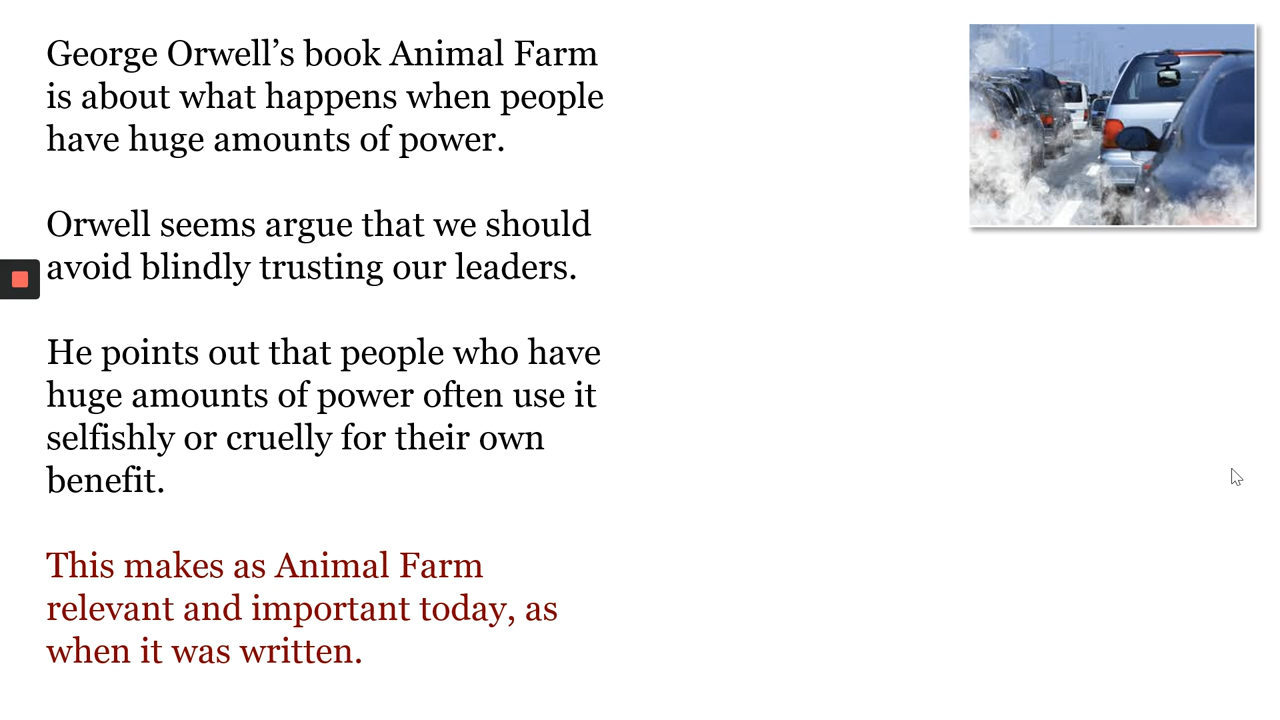 George Orwell’s book Animal Farm
is about what happens when people
have huge amounts of power.
Orwell seems argue that we should
avoid blindly trusting our leaders.
He points out that people who have
huge amounts of power often use it
selfishly or cruelly for their own
benefit.
This makes as Animal Farm
relevant and important today, as
when it was written.